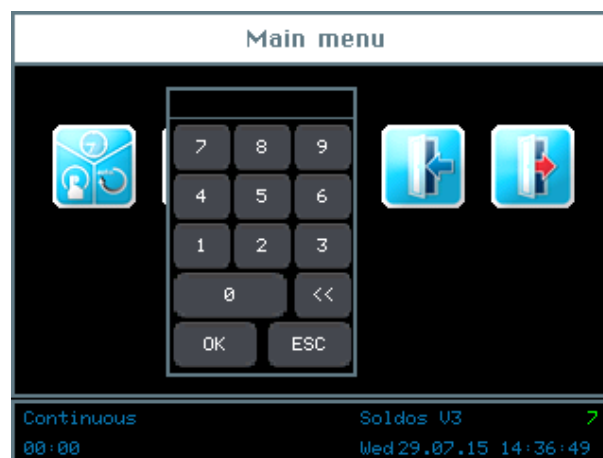 Main menu
7 8 9
4 5 6
1 2 3
0 <<
OK ESC
Continuous Soldos V3 7
00:00 Wed 29.07.15 14:36:49